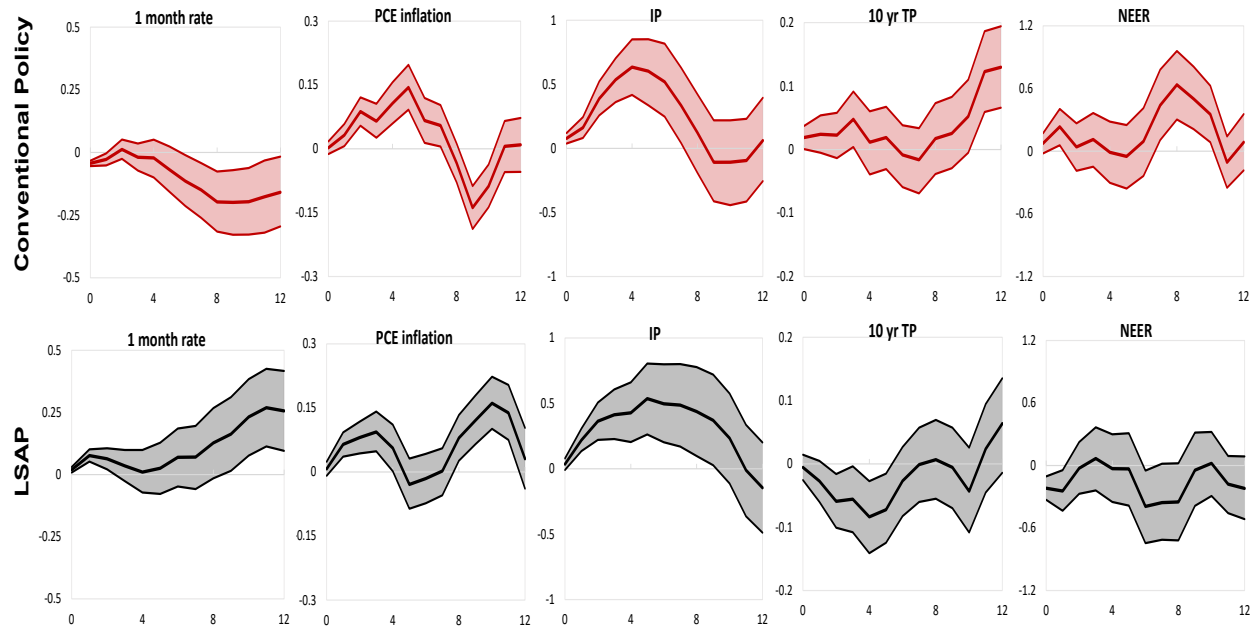 Conventional Policy
1 month rate
0.5
0.25
0
-0.25
-0.5
0 4 8 12
PCE inflation
0.3
0.15
0
-0.15
-0.3
0 4 8 12
IP
1
0.5
0
-0.5
-1
0 4 8 12
10 yr TP
0.2
0.1
0
-0.1
-0.2
0 4 8 12
NEER
1.2
0.6
0
-0.6
-1.2
0 4 8 12
LSAP
1 month rate
0.5
0.25
0
-0.25
-0.5
0 4 8 12
PCE inflation
0.3
0.15
0
-0.15
-0.3
0 4 8 12
IP
1
0.5
0
-0.5
-1
0 4 8 12
10 yr TP
0.2
0.1
0
-0.1
-0.2
0 4 8 12
NEER
1.2
0.6
0
-0.6
-1.2
0 4 8 12